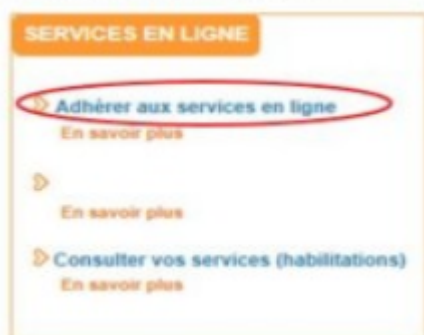 SERVICES EN LIGNE
Adhèrer aux services en ligne
En savoir plus
En savoir plus
Consulter vos services (habilitations)
En savoir plus